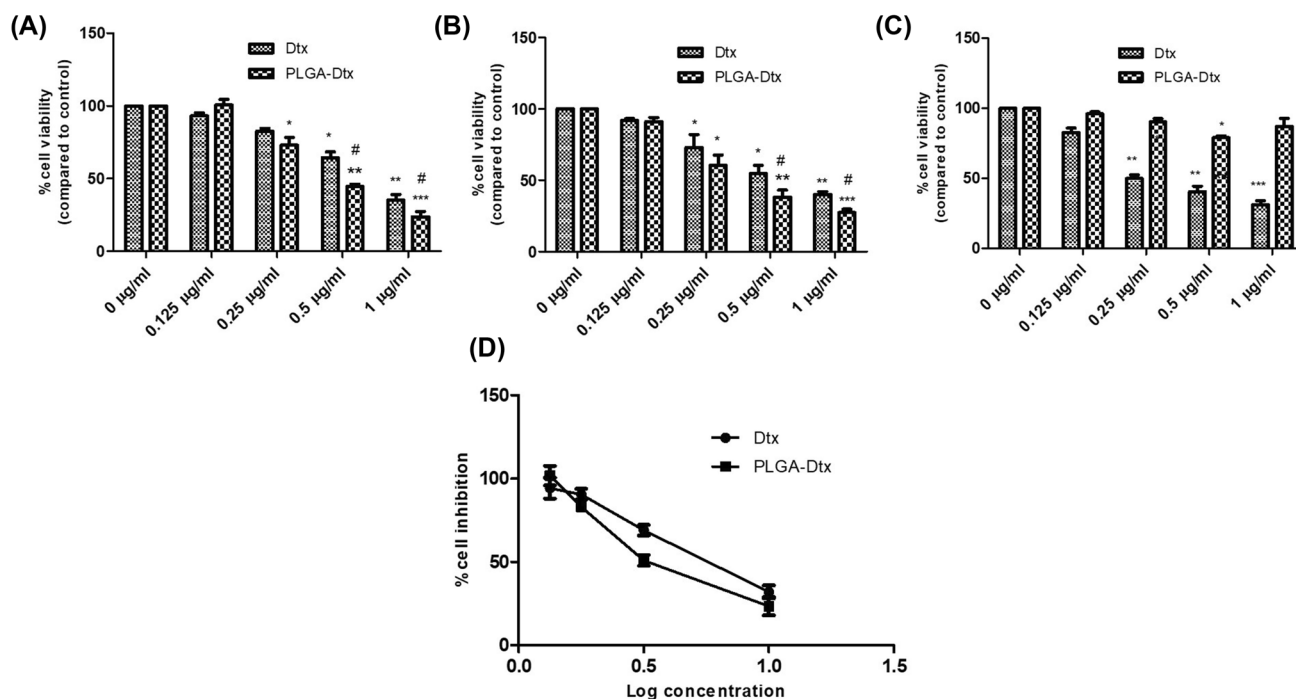 (A)
% cell viability
(compared to control)
150
100
50
0
Dtx
PLGA-Dtx
*
*
#
**
**
#
***
0 µg/ml
0.125 µg/ml
0.25 µg/ml
0.5 µg/ml
1 µg/ml
(B)
% cell viability
(compared to control)
150
100
50
0
Dtx
PLGA-Dtx
*
*
*
#
**
**
#
***
0 µg/ml
0.125 µg/ml
0.25 µg/ml
0.5 µg/ml
1 µg/ml
(C)
% cell viability
(compared to control)
150
100
50
0
Dtx
PLGA-Dtx
**
**
*
***
0 µg/ml
0.125 µg/ml
0.25 µg/ml
0.5 µg/ml
1 µg/ml
(D)
% cell inhibition
150
100
50
0
Dtx
PLGA-Dtx
0.0
0.5
1.0
1.5
Log concentration